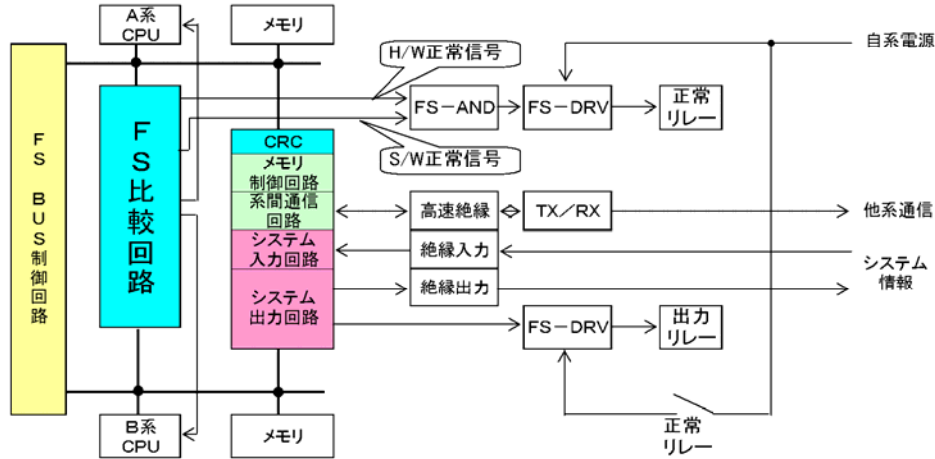 A系
CPU
メモリ
自系電源
H/W正常信号
FS－AND
FS－DRV
正常
リレー
S/W正常信号
FS BUS制御回路
FS比較回路
CRC
メモリ
制御回路
系間通信
回路
システム
入力回路
システム
出力回路
高速絶縁
TX／RX
他系通信
絶縁入力
システム
情報
絶縁出力
FS－DRV
出力
リレー
正常
リレー
B系
CPU
メモリ